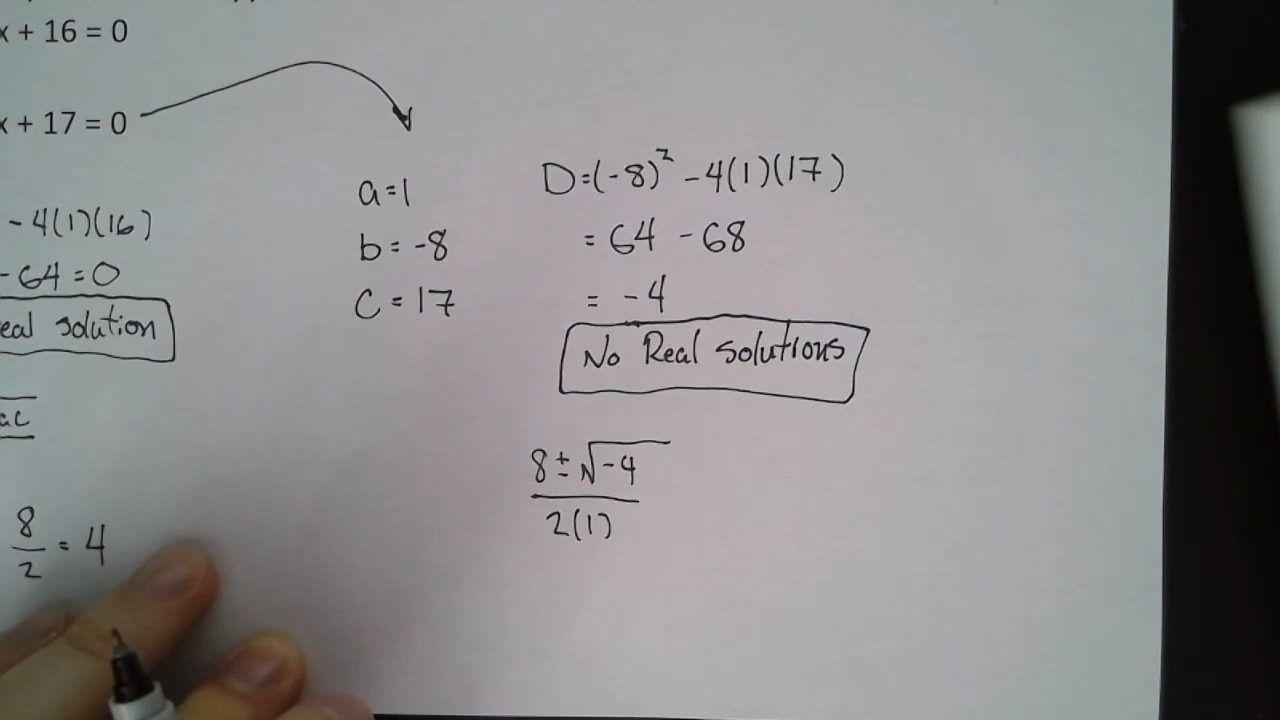 x + 16 = 0
x + 17 = 0
- 4(1)(16)
- 64 = 0
eal solution
ac
8
2
= 4
a = 1
b = -8
c = 17
D = (-8)² - 4(1)(17)
= 64 - 68
= -4
No Real solutions
8 ± √-4
2(1)